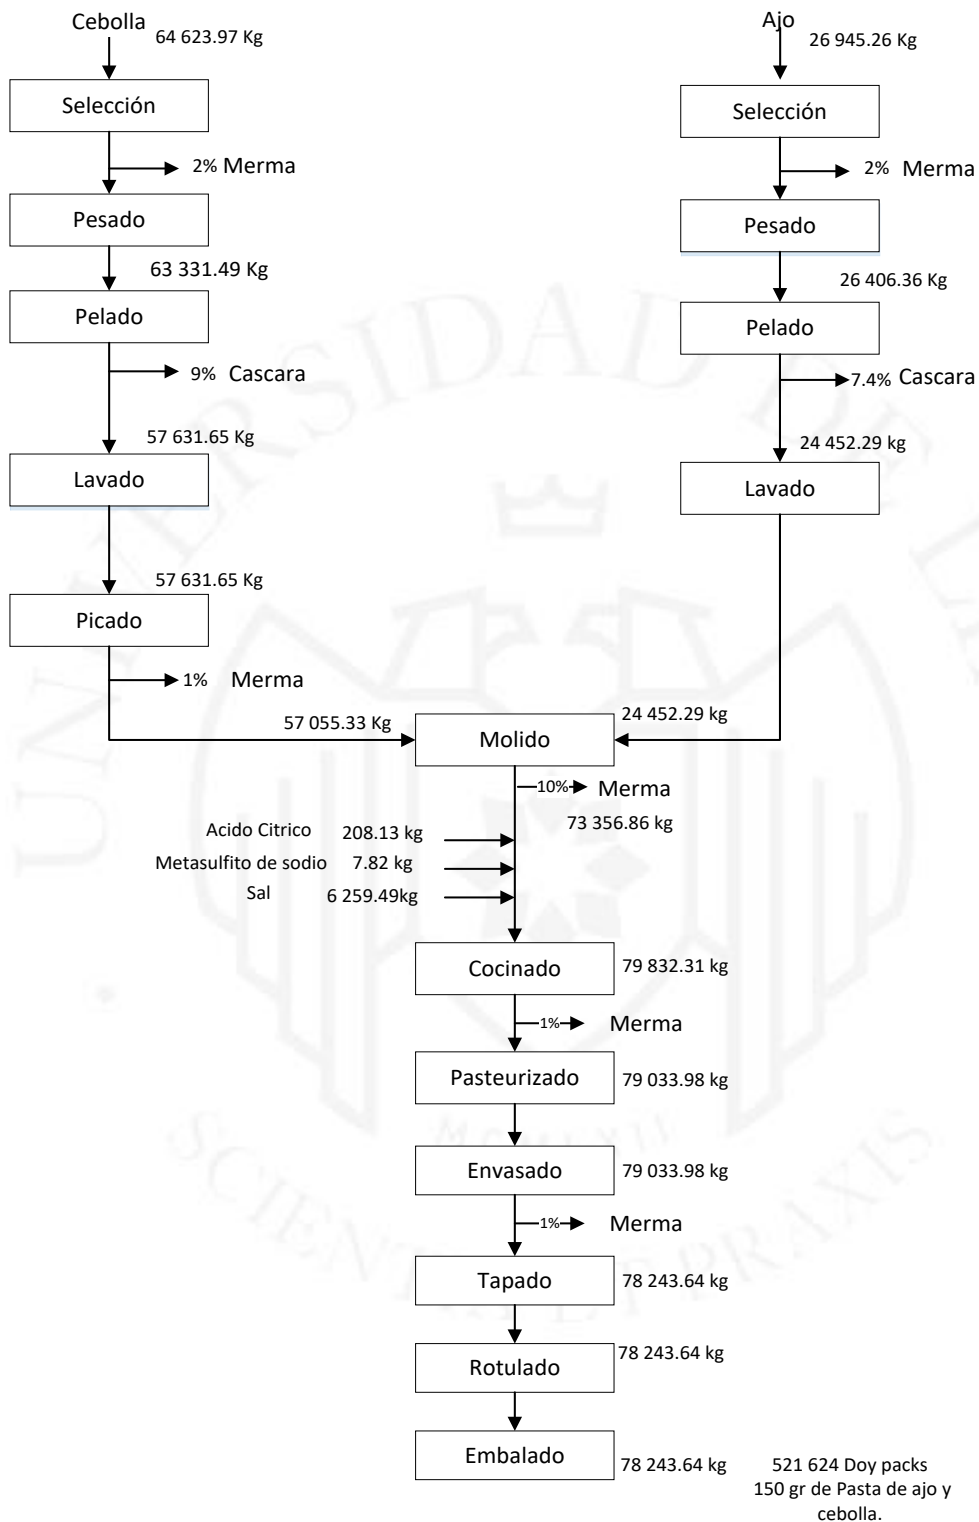 Cebolla
64 623.97 Kg
Selección
2% Merma
Pesado
63 331.49 Kg
Pelado
9% Cascara
57 631.65 Kg
Lavado
57 631.65 Kg
Picado
1% Merma
57 055.33 Kg
Ajo
26 945.26 Kg
Selección
2% Merma
Pesado
26 406.36 Kg
Pelado
7.4% Cascara
24 452.29 kg
Lavado
24 452.29 kg
Molido
10% Merma
73 356.86 kg
Acido Citrico 208.13 kg
Metasulfito de sodio 7.82 kg
Sal 6 259.49kg
Cocinado 79 832.31 kg
1% Merma
Pasteurizado 79 033.98 kg
Envasado 79 033.98 kg
1% Merma
Tapado 78 243.64 kg
Rotulado 78 243.64 kg
Embalado 78 243.64 kg
521 624 Doy packs
150 gr de Pasta de ajo y
cebolla.
UNIVERSIDAD DE
SCIENTIA ET PRAXIS